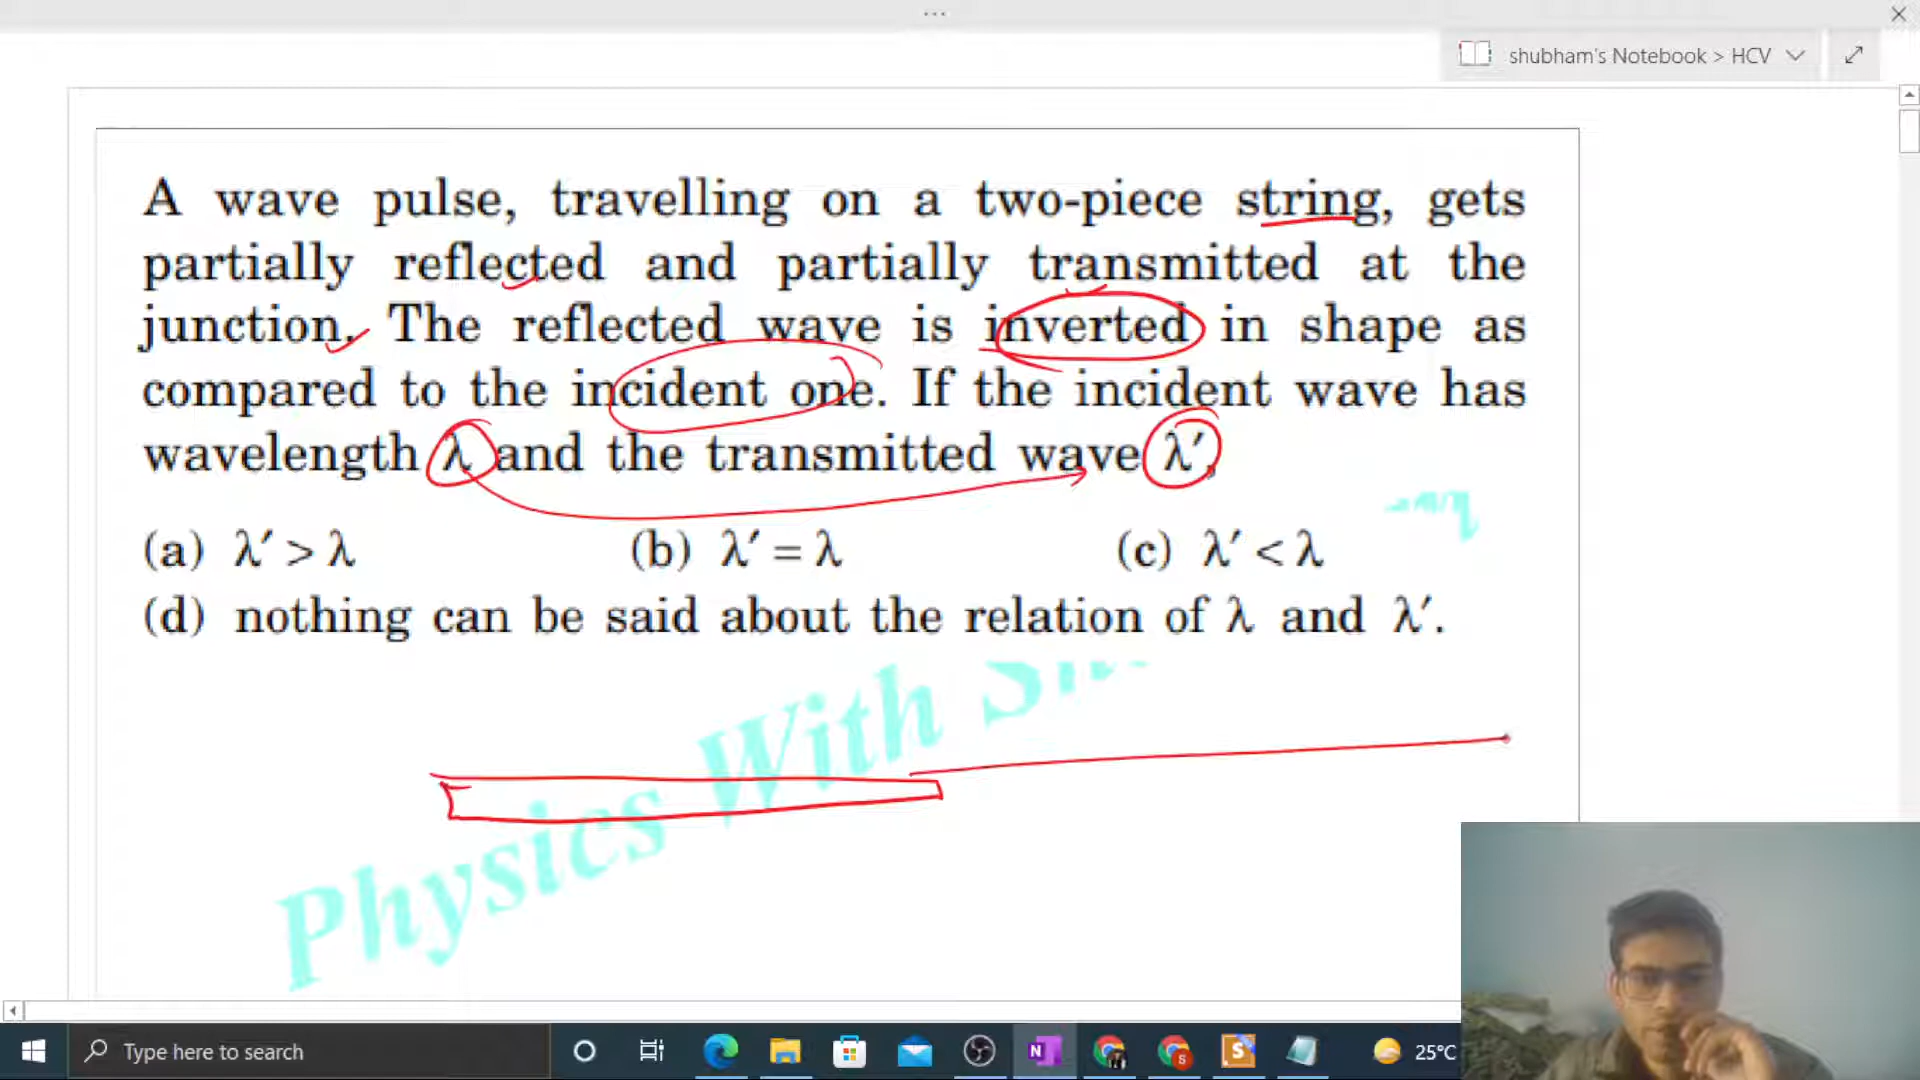 shubham's Notebook > HCV
A wave pulse, travelling on a two-piece string, gets
partially reflected and partially transmitted at the
junction. The reflected wave is inverted in shape as
compared to the incident one. If the incident wave has
wavelength λ and the transmitted wave λ′,
(a) λ′ > λ (b) λ′ = λ (c) λ′ < λ
(d) nothing can be said about the relation of λ and λ′.
Physics With
Type here to search
25°C